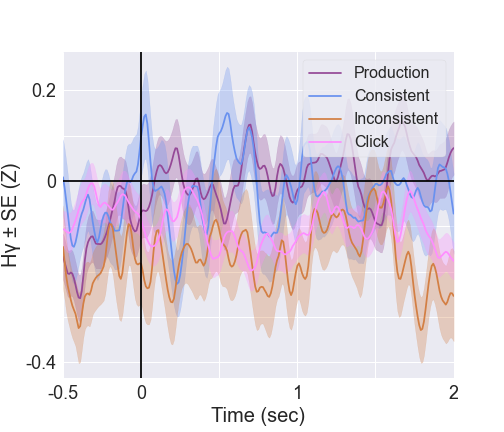 Production
Consistent
Inconsistent
Click
0.2
0
-0.4
Hγ ± SE (Z)
-0.5
0
1
2
Time (sec)